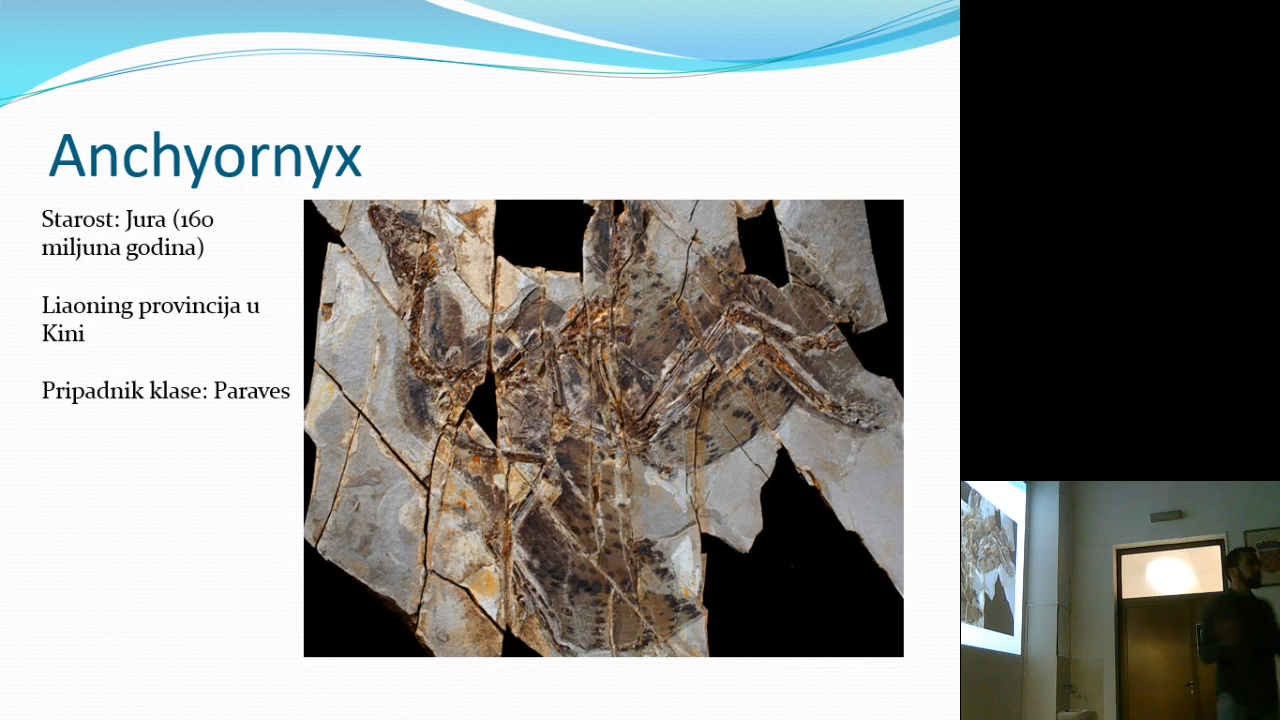 Anchyornyx
Starost: Jura (160
miljuna godina)
Liaoning provincija u
Kini
Pripadnik klase: Paraves